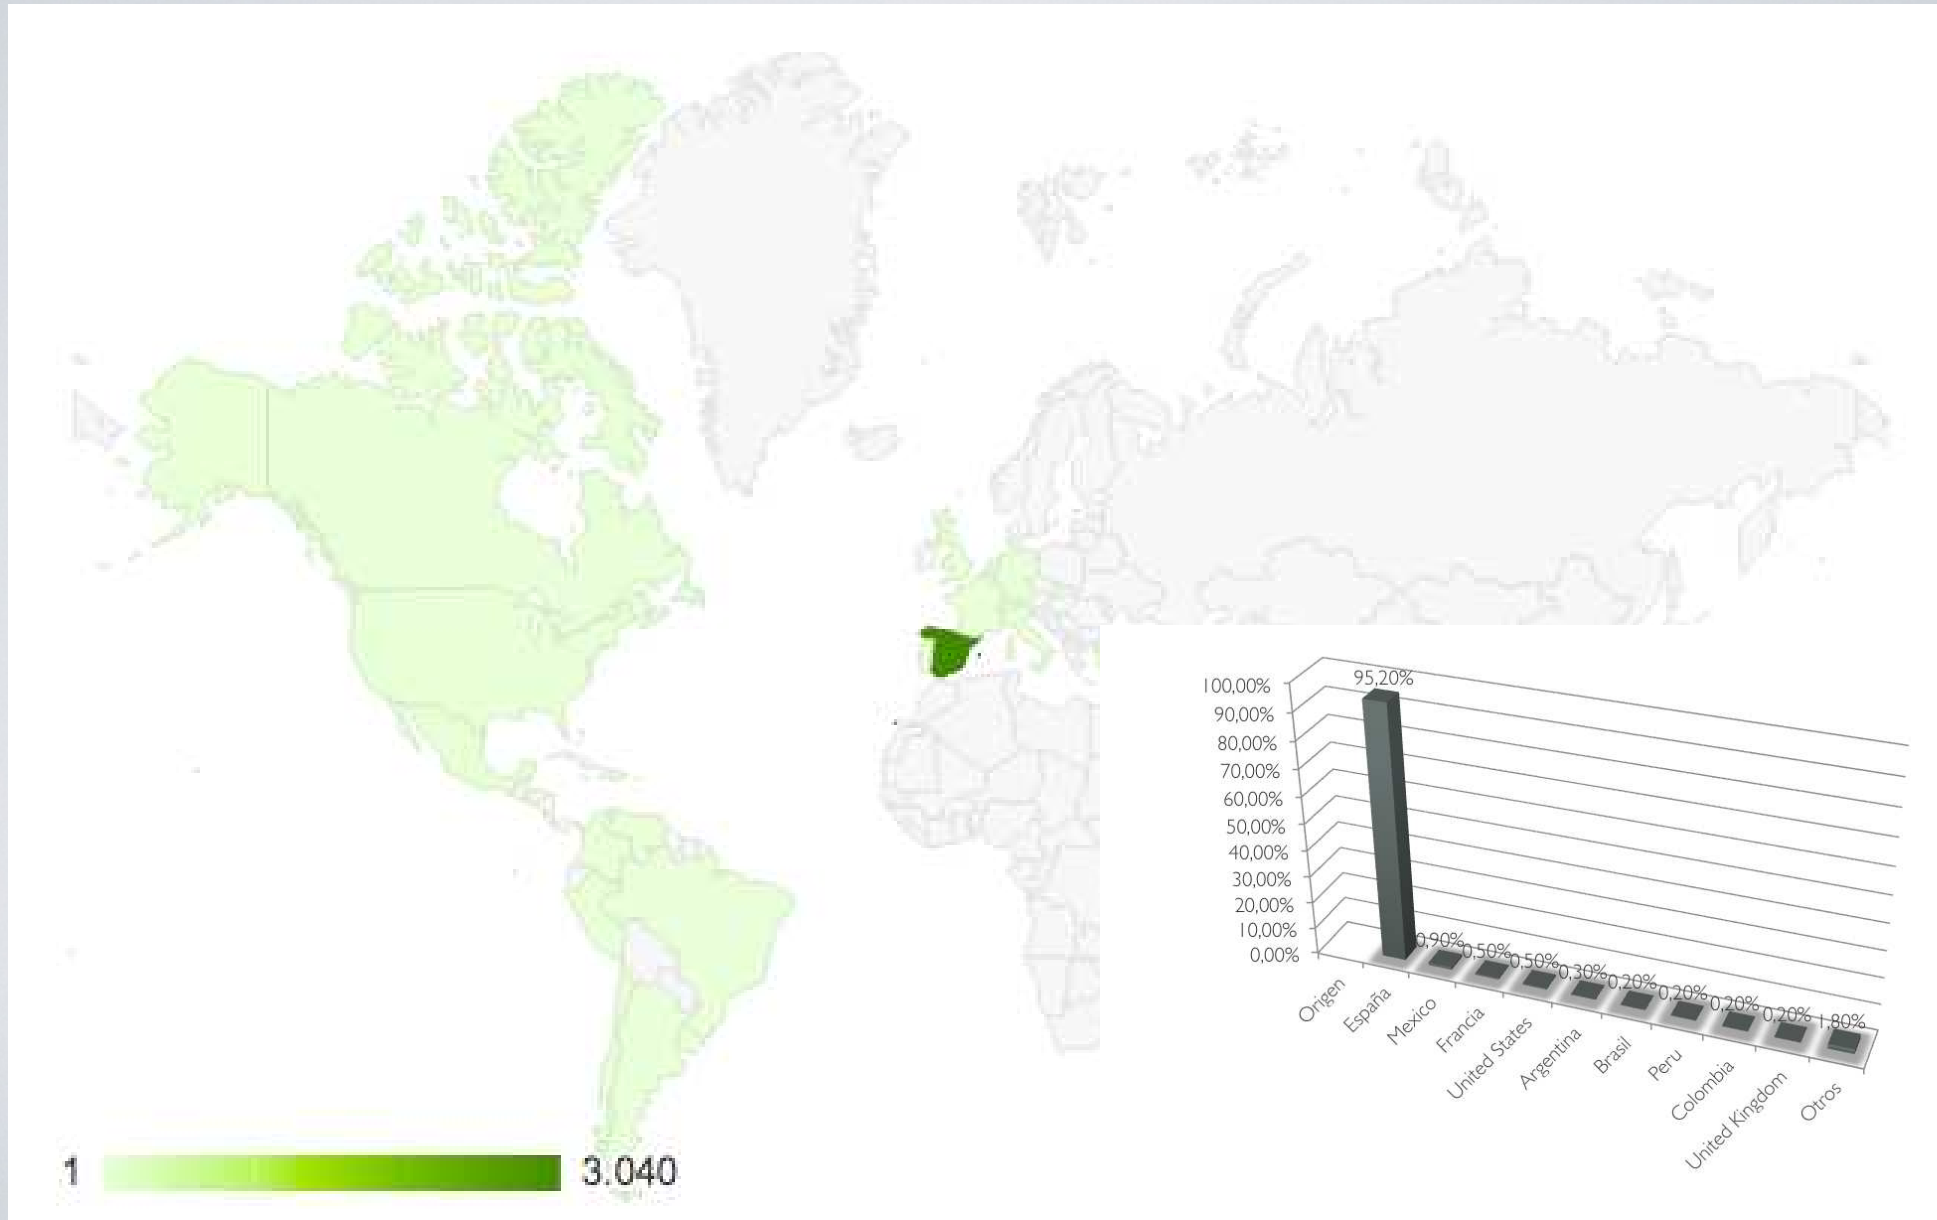 100,00%
90,00%
80,00%
70,00%
60,00%
50,00%
40,00%
30,00%
20,00%
10,00%
0,00%
95,20%
0,90%
0,50%
0,50%
0,30%
0,20%
0,20%
0,20%
0,20%
1,80%
Origen
España
Mexico
Francia
United States
Argentina
Brasil
Peru
Colombia
United Kingdom
Otros
1
3.040